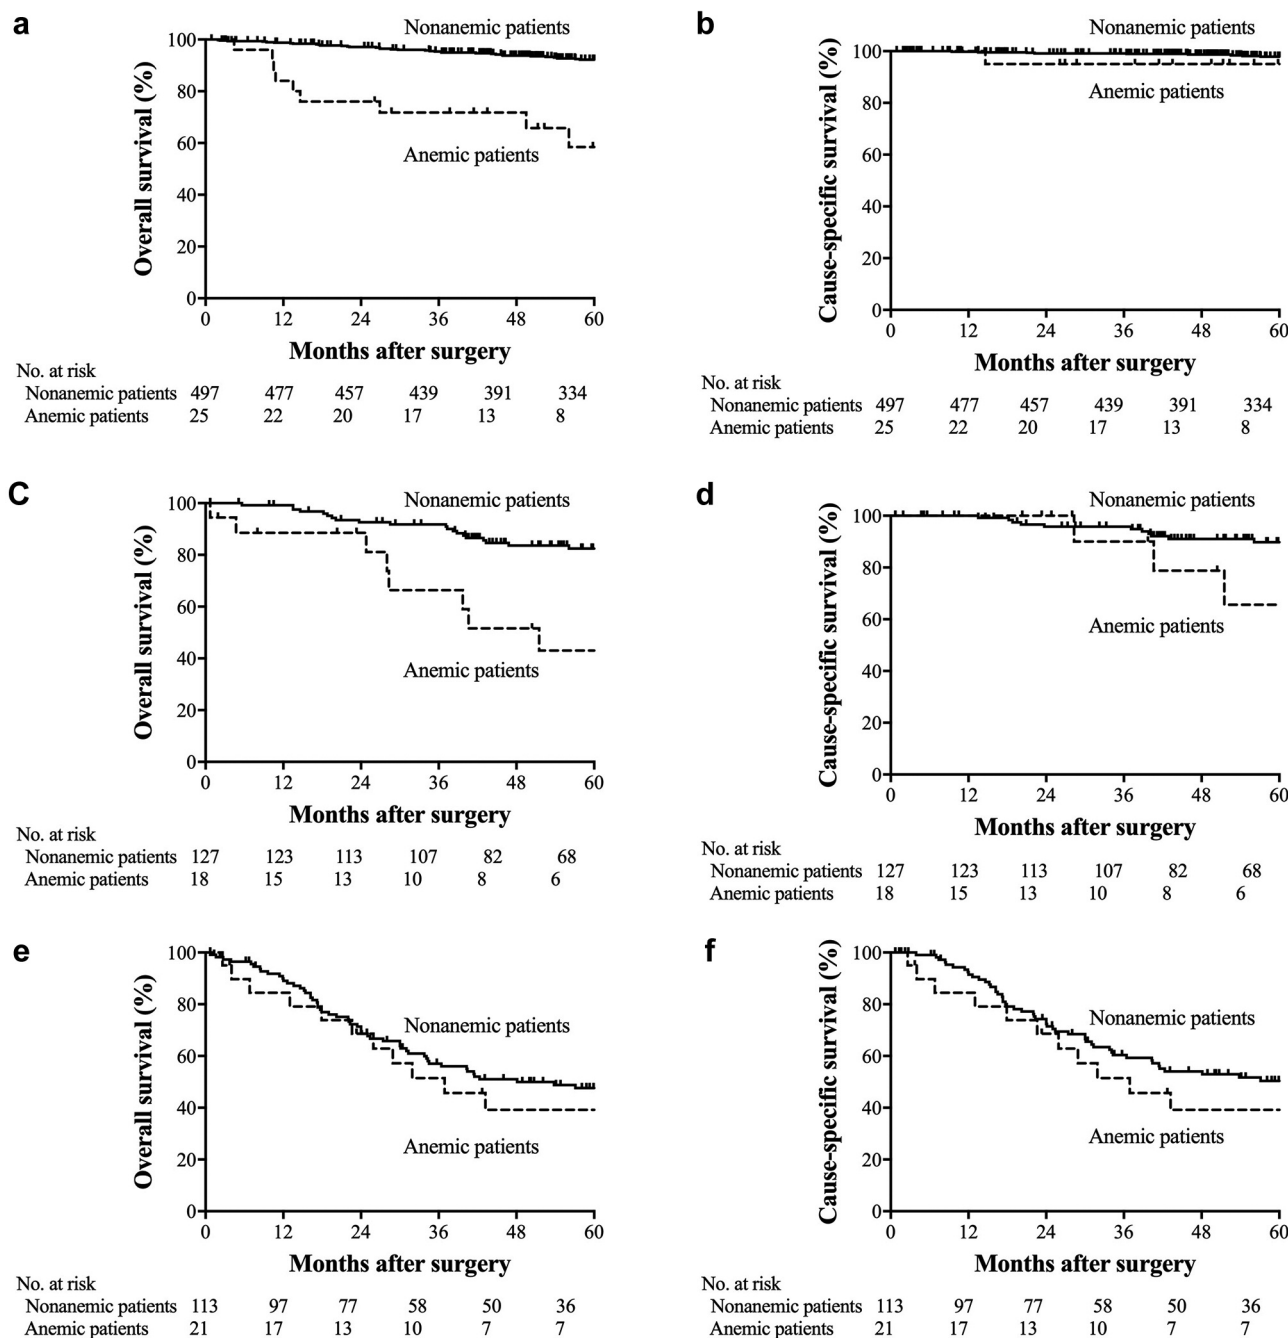 a
Nonanemic patients
Overall survival (%)
100
80
60
40
20
0
Anemic patients
0 12 24 36 48 60
Months after surgery
No. at risk
Nonanemic patients 497 477 457 439 391 334
Anemic patients 25 22 20 17 13 8
b
Nonanemic patients
Cause-specific survival (%)
100
80
60
40
20
0
Anemic patients
0 12 24 36 48 60
Months after surgery
No. at risk
Nonanemic patients 497 477 457 439 391 334
Anemic patients 25 22 20 17 13 8
C
Nonanemic patients
Overall survival (%)
100
80
60
40
20
0
Anemic patients
0 12 24 36 48 60
Months after surgery
No. at risk
Nonanemic patients 127 123 113 107 82 68
Anemic patients 18 15 13 10 8 6
d
Nonanemic patients
Cause-specific survival (%)
100
80
60
40
20
0
Anemic patients
0 12 24 36 48 60
Months after surgery
No. at risk
Nonanemic patients 127 123 113 107 82 68
Anemic patients 18 15 13 10 8 6
e
Overall survival (%)
100
80
60
40
20
0
Nonanemic patients
Anemic patients
0 12 24 36 48 60
Months after surgery
No. at risk
Nonanemic patients 113 97 77 58 50 36
Anemic patients 21 17 13 10 7 7
f
Cause-specific survival (%)
100
80
60
40
20
0
Nonanemic patients
Anemic patients
0 12 24 36 48 60
Months after surgery
No. at risk
Nonanemic patients 113 97 77 58 50 36
Anemic patients 21 17 13 10 7 7